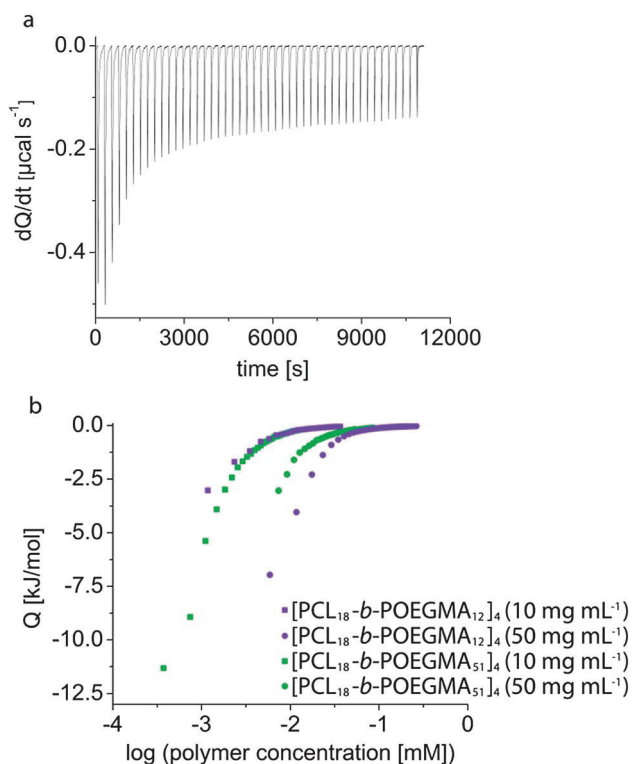 a
0.0
-0.2
-0.4
dQ/dt [μcal s⁻¹]
0 3000 6000 9000 12000
time [s]
b
0.0
-2.5
-5.0
-7.5
-10.0
-12.5
Q [kJ/mol]
[PCL₁₈-b-POEGMA₁₂]₄ (10 mg mL⁻¹)
[PCL₁₈-b-POEGMA₁₂]₄ (50 mg mL⁻¹)
[PCL₁₈-b-POEGMA₅₁]₄ (10 mg mL⁻¹)
[PCL₁₈-b-POEGMA₅₁]₄ (50 mg mL⁻¹)
-4 -3 -2 -1 0
log (polymer concentration [mM])